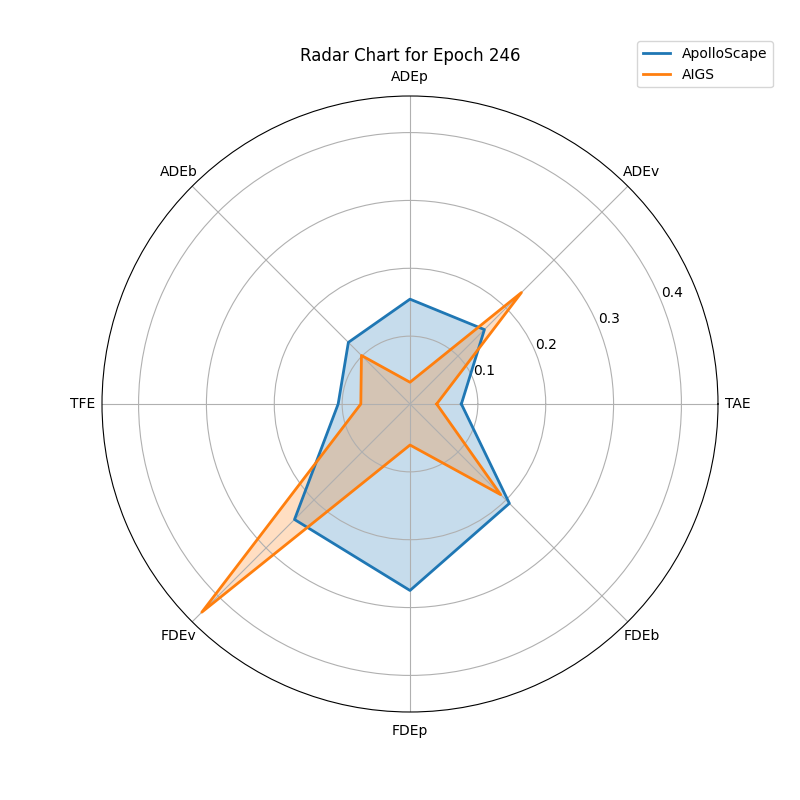 Radar Chart for Epoch 246
ApolloScape
AIGS
ADEp
ADEb
ADEv
0.4
0.3
0.2
0.1
TFE
TAE
FDEv
FDEb
FDEp